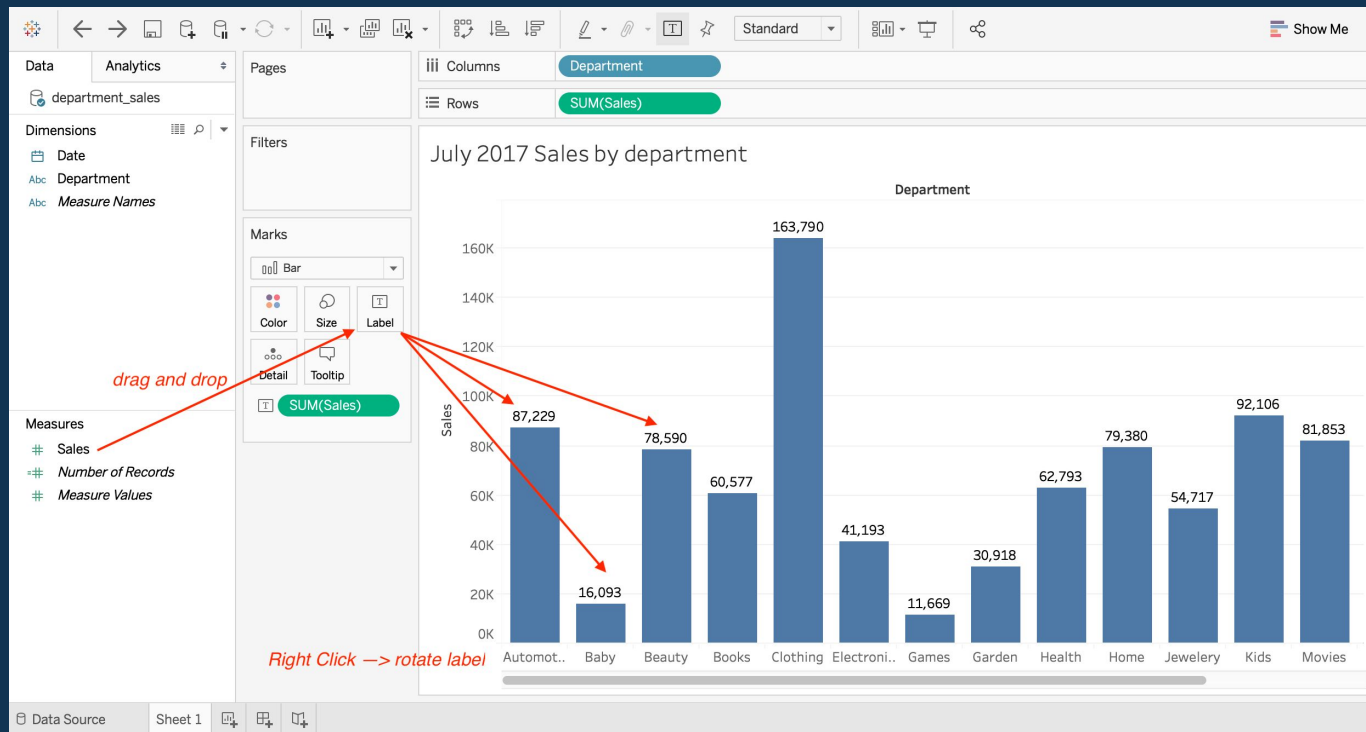 Standard
Show Me
Data
Analytics
department_sales
Dimensions
Date
Abc Department
Abc Measure Names
Measures
Sales
Number of Records
Measure Values
Pages
Filters
Marks
Bar
Color
Size
T
Label
Detail
Tooltip
T SUM(Sales)
drag and drop
Right Click —> rotate label
Columns
Department
Rows
SUM(Sales)
July 2017 Sales by department
Department
Sales
160K
140K
120K
100K
80K
60K
40K
20K
0K
87,229
16,093
78,590
60,577
163,790
41,193
11,669
30,918
62,793
79,380
54,717
92,106
81,853
Automot..
Baby
Beauty
Books
Clothing
Electroni..
Games
Garden
Health
Home
Jewelery
Kids
Movies
Data Source
Sheet 1